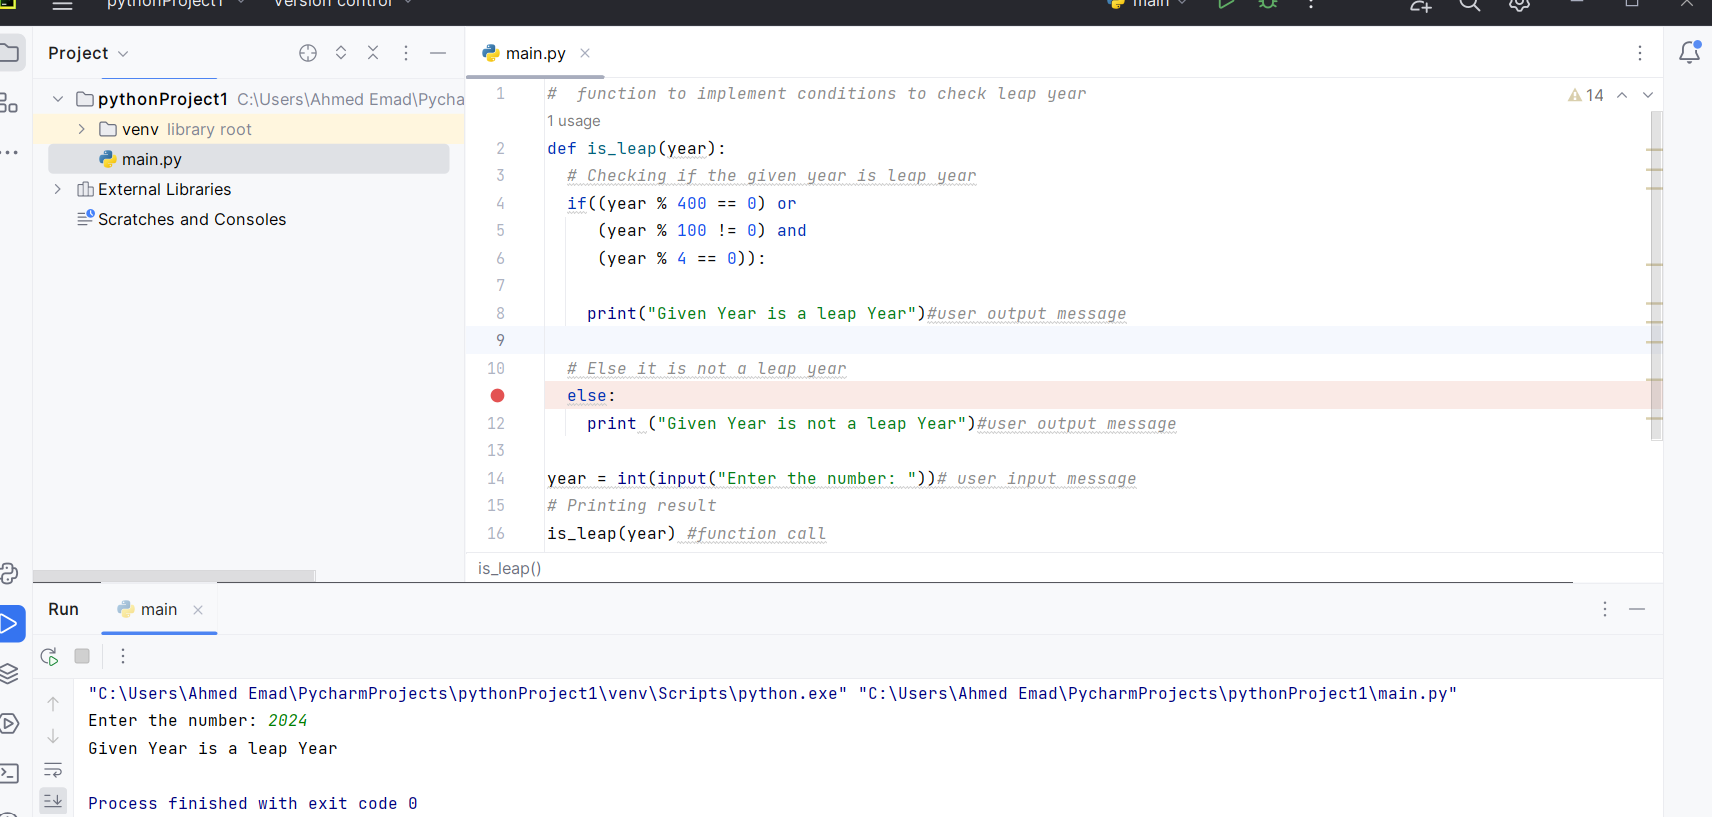 pythonProject1 Version control main
Project
pythonProject1 C:\Users\Ahmed Emad\Pycha
venv library root
main.py
External Libraries
Scratches and Consoles
main.py
14
1 # function to implement conditions to check leap year
1 usage
2 def is_leap(year):
3 # Checking if the given year is leap year
4 if((year % 400 == 0) or
5 (year % 100 != 0) and
6 (year % 4 == 0)):
7
8 print("Given Year is a leap Year")#user output message
9
10 # Else it is not a leap year
else:
12 print ("Given Year is not a leap Year")#user output message
13
14 year = int(input("Enter the number: "))# user input message
15 # Printing result
16 is_leap(year) #function call
is_leap()
Run main
"C:\Users\Ahmed Emad\PycharmProjects\pythonProject1\venv\Scripts\python.exe" "C:\Users\Ahmed Emad\PycharmProjects\pythonProject1\main.py"
Enter the number: 2024
Given Year is a leap Year
Process finished with exit code 0